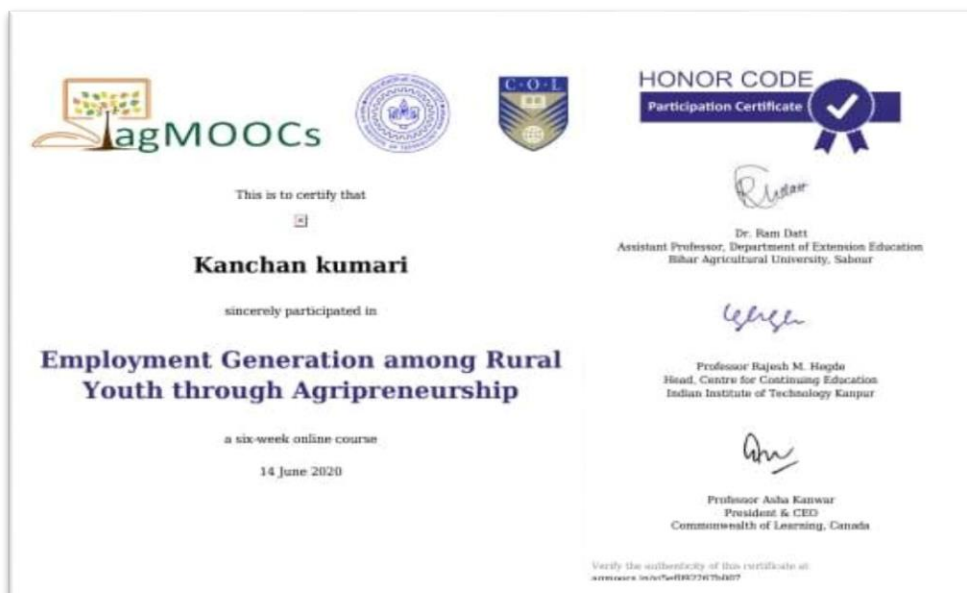 agMOOCs
C·O·L
HONOR CODE
Participation Certificate
This is to certify that
Kanchan kumari
sincerely participated in
Employment Generation among Rural
Youth through Agripreneurship
a six-week online course
14 June 2020
Dr. Ram Datt
Assistant Professor, Department of Extension Education
Bihar Agricultural University, Sabour
Professor Rajesh M. Hegde
Head, Centre for Continuing Education
Indian Institute of Technology Kanpur
Professor Asha Kanwar
President & CEO
Commonwealth of Learning, Canada
Verify the authenticity of this certificate at: